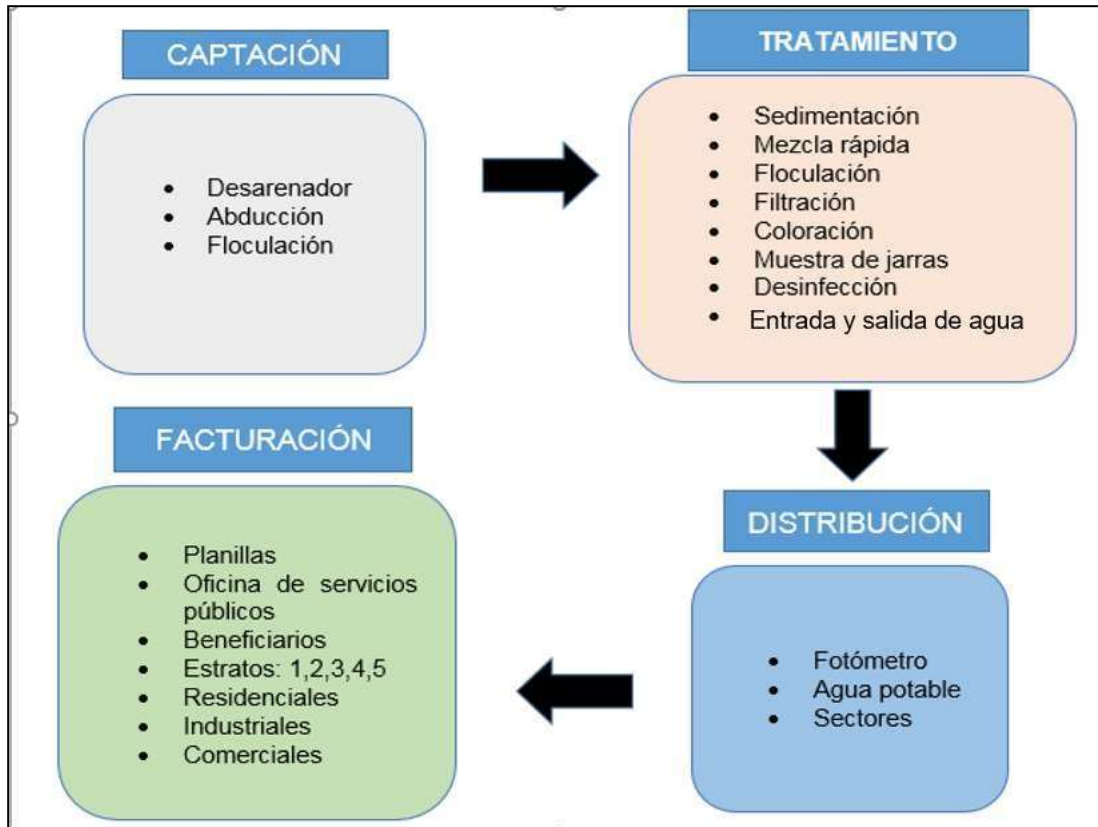 CAPTACIÓN
• Desarenador
• Abducción
• Floculación
TRATAMIENTO
• Sedimentación
• Mezcla rápida
• Floculación
• Filtración
• Coloración
• Muestra de jarras
• Desinfección
• Entrada y salida de agua
DISTRIBUCIÓN
• Fotómetro
• Agua potable
• Sectores
FACTURACIÓN
• Planillas
• Oficina de servicios
públicos
• Beneficiarios
• Estratos: 1,2,3,4,5
• Residenciales
• Industriales
• Comerciales